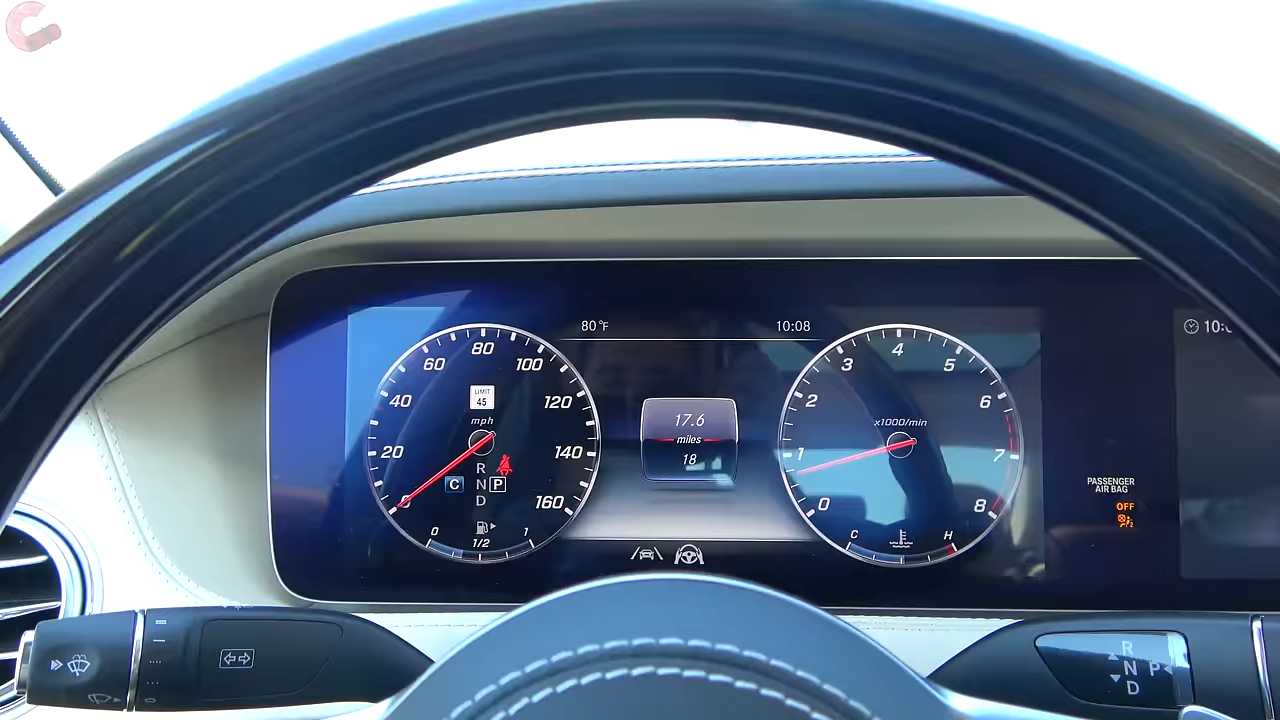 80°F
10:08
10:0
80
60
100
40
120
20
140
0
160
LIMIT
45
mph
R
N
D
C
P
0
1/2
1
17.6
miles
18
4
3
5
2
6
1
7
0
8
x1000/min
C
H
PASSENGER
AIR BAG
OFF
R
N
P
D